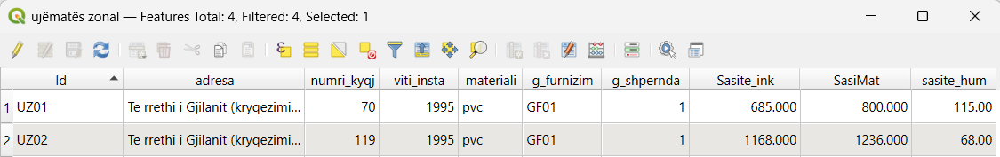 ujëmatës zonal — Features Total: 4, Filtered: 4, Selected: 1
Id adresa numri_kyqj viti_insta materiali g_furnizim g_shpernda Sasite_ink SasiMat sasite_hum
1 UZ01 Te rrethi i Gjilanit (kryqezimi... 70 1995 pvc GF01 1 685.000 800.000 115.00
2 UZ02 Te rrethi i Gjilanit (kryqezimi... 119 1995 pvc GF01 1 1168.000 1236.000 68.00